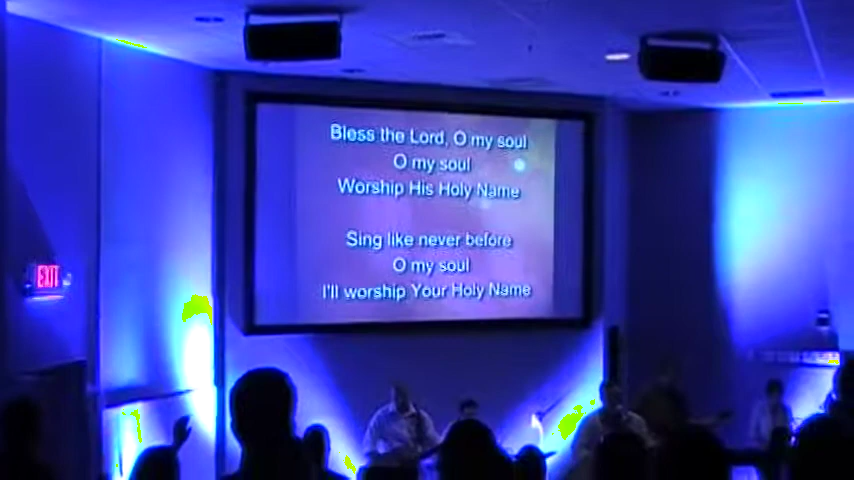 Bless the Lord, O my soul
O my soul
Worship His Holy Name
Sing like never before
O my soul
I'll worship Your Holy Name
EXIT